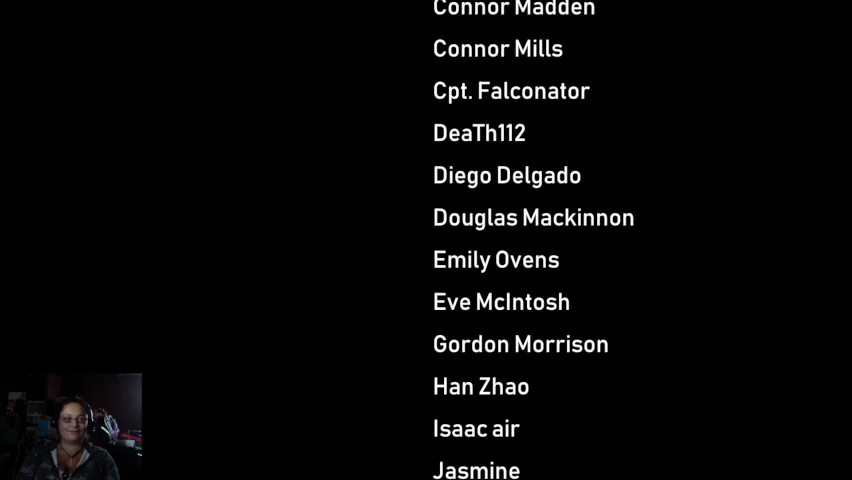 Connor Madden
Connor Mills
Cpt. Falconator
DeaTh112
Diego Delgado
Douglas Mackinnon
Emily Ovens
Eve McIntosh
Gordon Morrison
Han Zhao
Isaac air
Jasmine